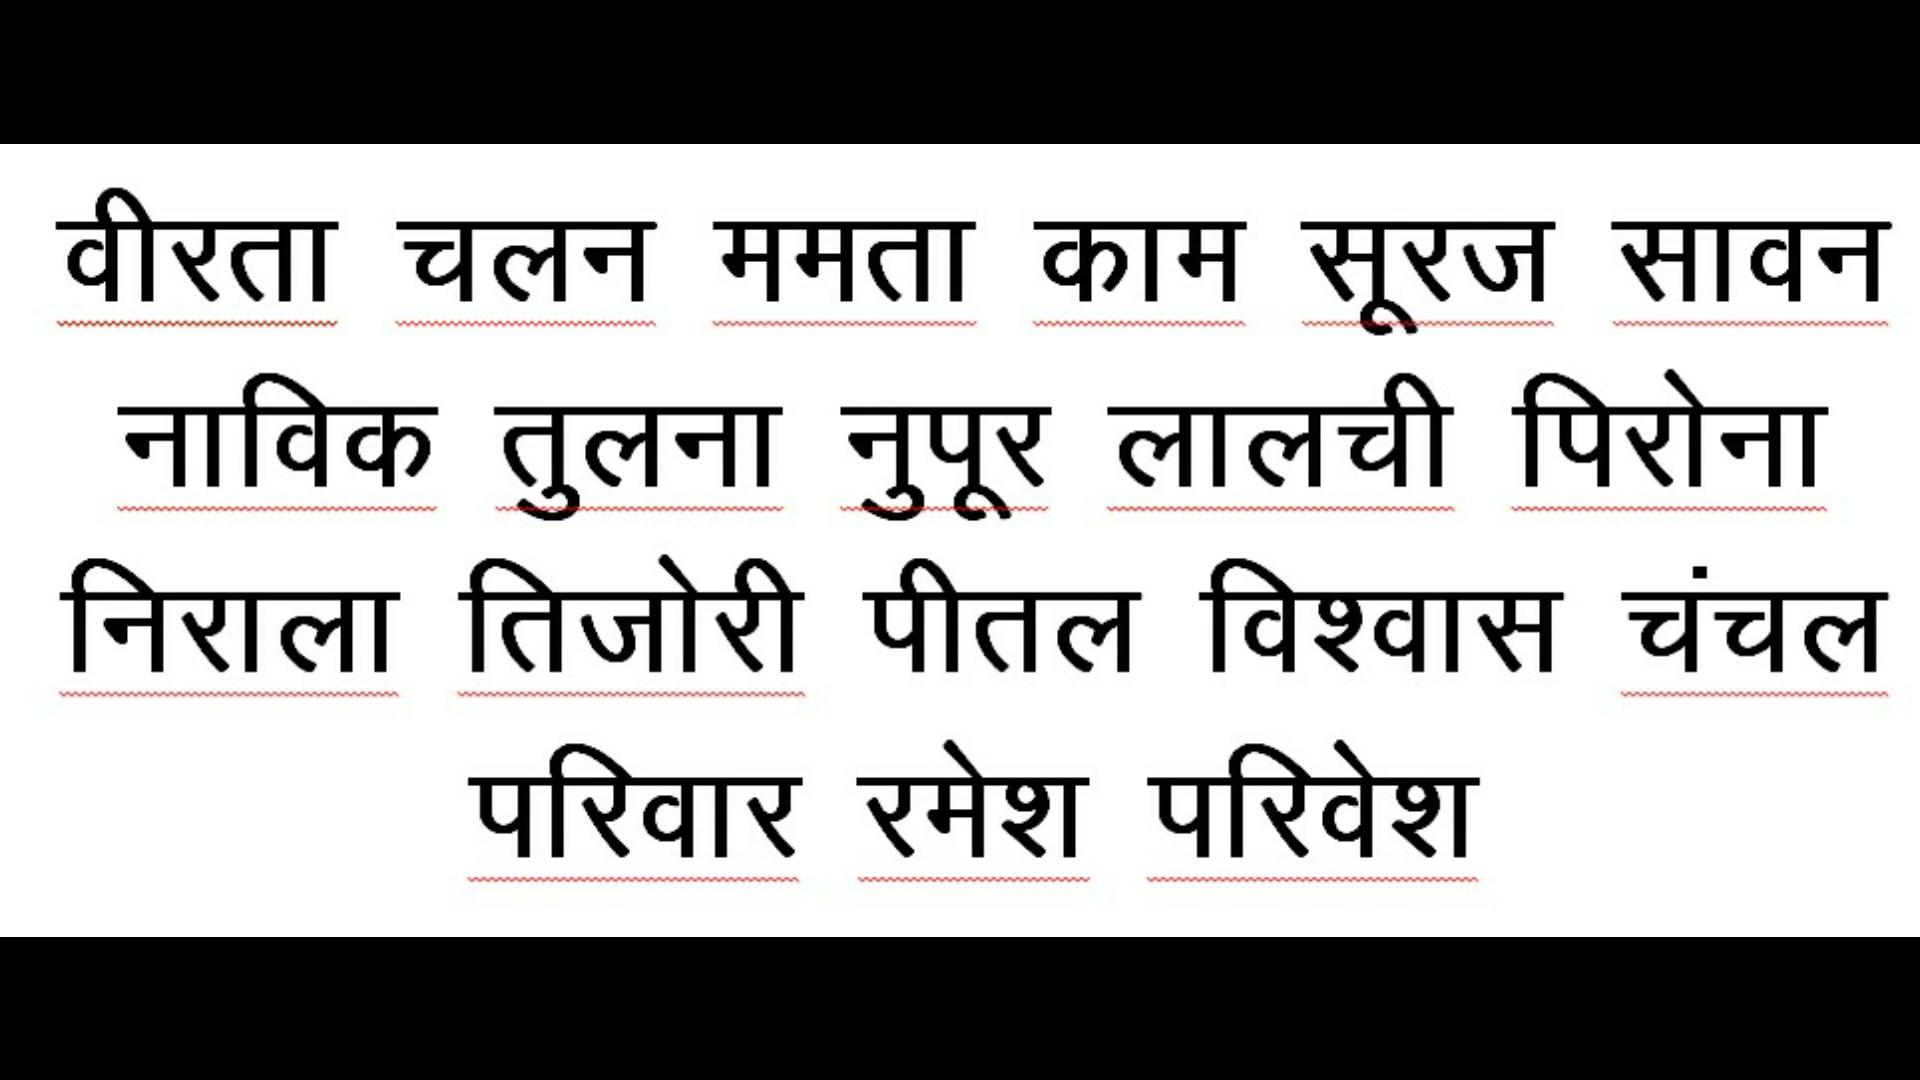 वीरता चलन ममता काम सूरज सावन
नाविक तुलना नुपूर लालची पिरोना
निराला तिजोरी पीतल विश्वास चंचल
परिवार रमेश परिवेश